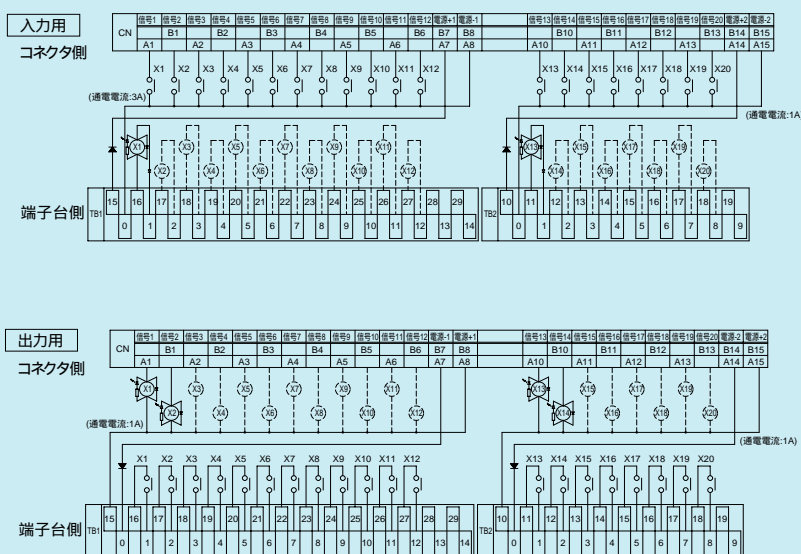 入力用
コネクタ側
CN 信号1 信号2 信号3 信号4 信号5 信号6 信号7 信号8 信号9 信号10 信号11 信号12 電源+1 電源-1 信号13 信号14 信号15 信号16 信号17 信号18 信号19 信号20 電源+2 電源-2
B1 B2 B3 B4 B5 B6 B7 B8 B10 B11 B12 B13 B14 B15
A1 A2 A3 A4 A5 A6 A7 A8 A10 A11 A12 A13 A14 A15
X1 X2 X3 X4 X5 X6 X7 X8 X9 X10 X11 X12 X13 X14 X15 X16 X17 X18 X19 X20
(通電電流:3A)
(通電電流:1A)
X1 X3 X5 X7 X9 X11 X13 X15 X17 X19
X2 X4 X6 X8 X10 X12 X14 X16 X18 X20
端子台側
TB1 15 16 17 18 19 20 21 22 23 24 25 26 27 28 29
0 1 2 3 4 5 6 7 8 9 10 11 12 13 14
TB2 10 11 12 13 14 15 16 17 18 19
0 1 2 3 4 5 6 7 8 9
出力用
コネクタ側
CN 信号1 信号2 信号3 信号4 信号5 信号6 信号7 信号8 信号9 信号10 信号11 信号12 電源-1 電源+1 信号13 信号14 信号15 信号16 信号17 信号18 信号19 信号20 電源-2 電源+2
B1 B2 B3 B4 B5 B6 B7 B8 B10 B11 B12 B13 B14 B15
A1 A2 A3 A4 A5 A6 A7 A8 A10 A11 A12 A13 A14 A15
X1 X3 X5 X7 X9 X11 X13 X15 X17 X19
X2 X4 X6 X8 X10 X12 X14 X16 X18 X20
(通電電流:1A)
(通電電流:1A)
X1 X2 X3 X4 X5 X6 X7 X8 X9 X10 X11 X12 X13 X14 X15 X16 X17 X18 X19 X20
端子台側
TB1 15 16 17 18 19 20 21 22 23 24 25 26 27 28 29
0 1 2 3 4 5 6 7 8 9 10 11 12 13 14
TB2 10 11 12 13 14 15 16 17 18 19
0 1 2 3 4 5 6 7 8 9